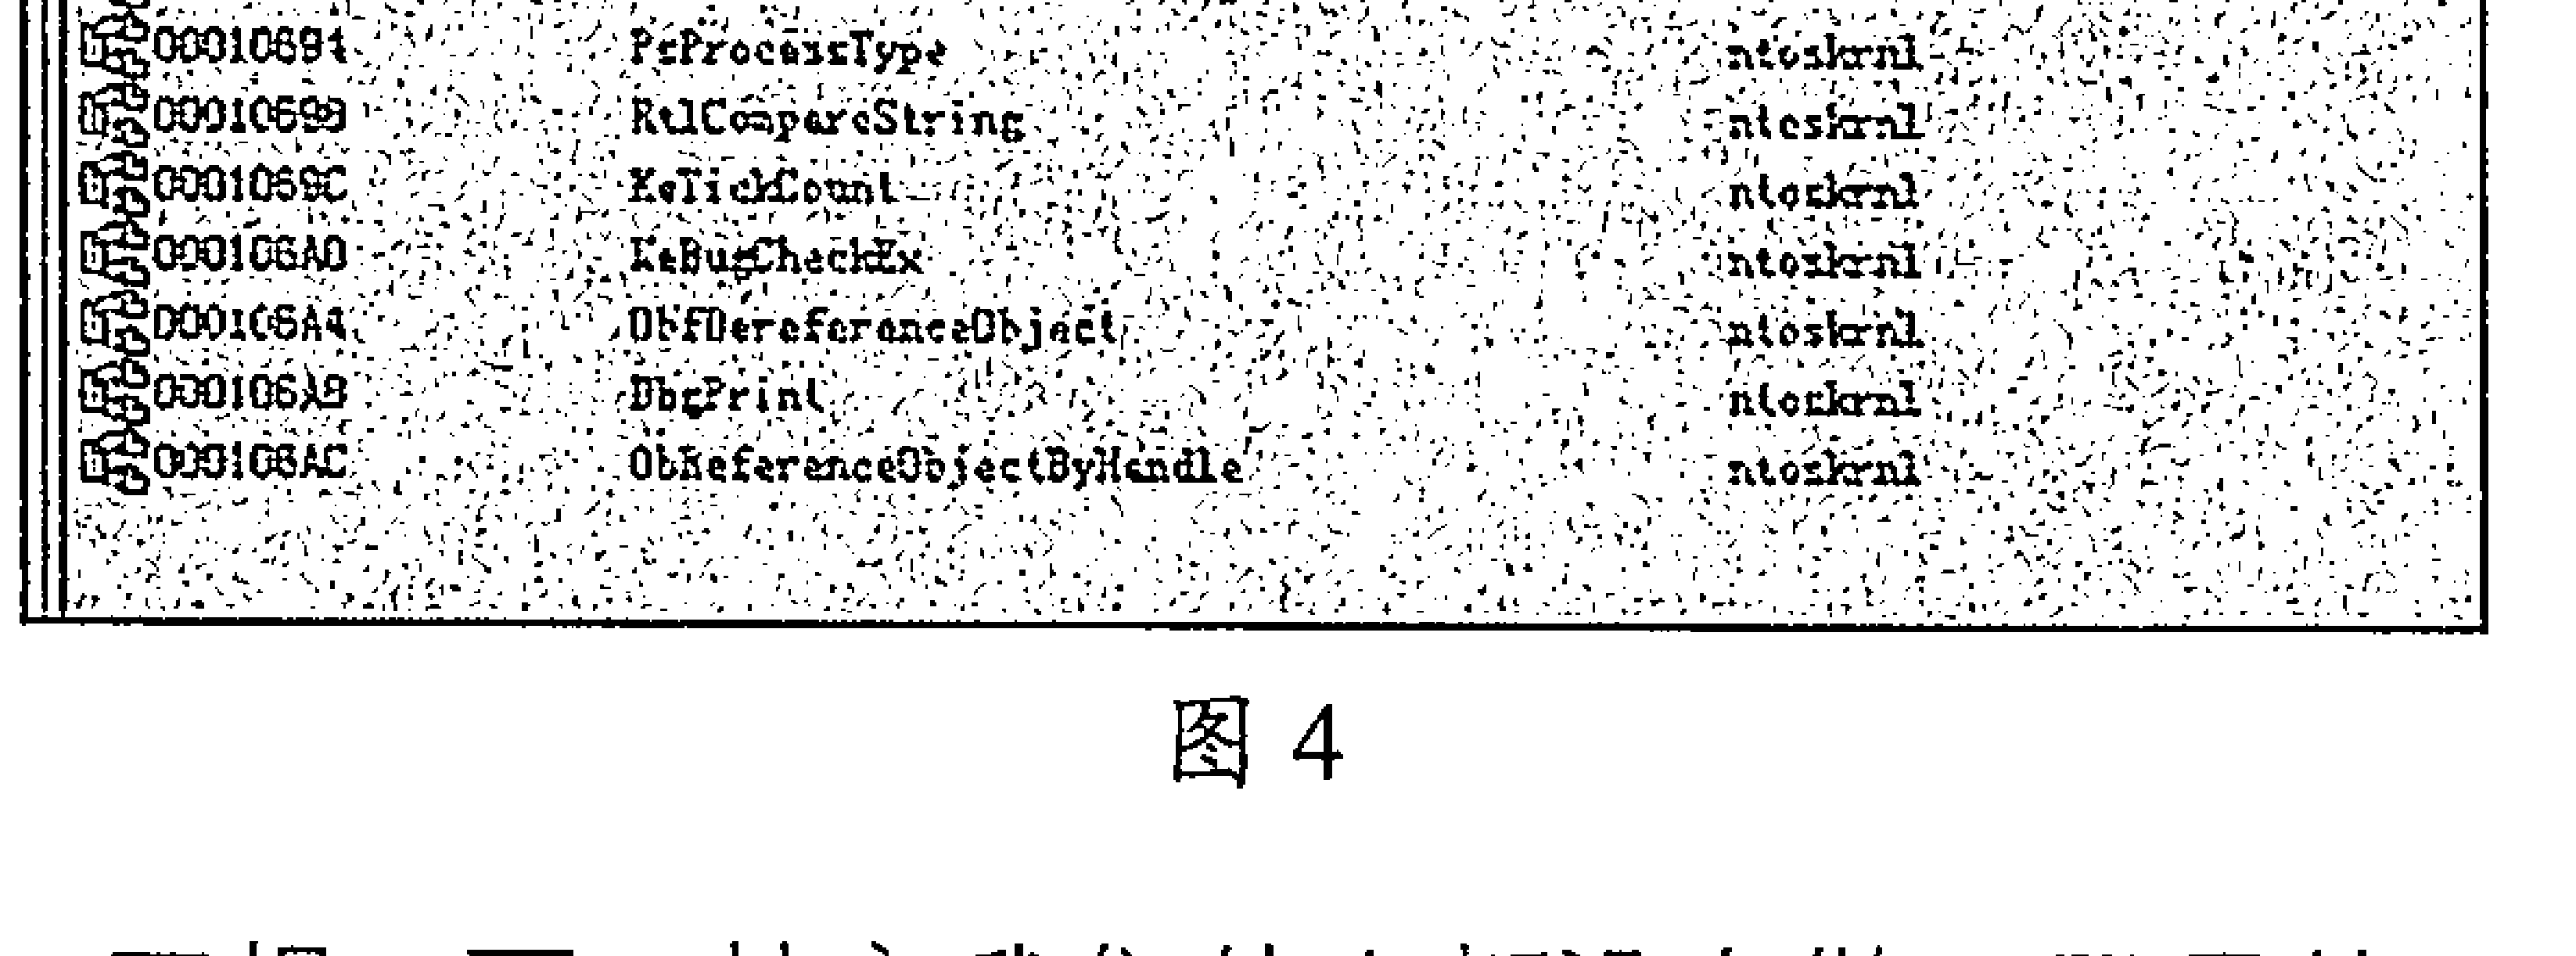 00010694 PsProcessType ntoskrnl
00010698 RtlCompareString ntoskrnl
0001069C KeTickCount ntoskrnl
000106A0 KeBugCheckEx ntoskrnl
000106A4 ObfDereferenceObject ntoskrnl
000106A8 DbgPrint ntoskrnl
000106AC ObReferenceObjectByHandle ntoskrnl
图 4